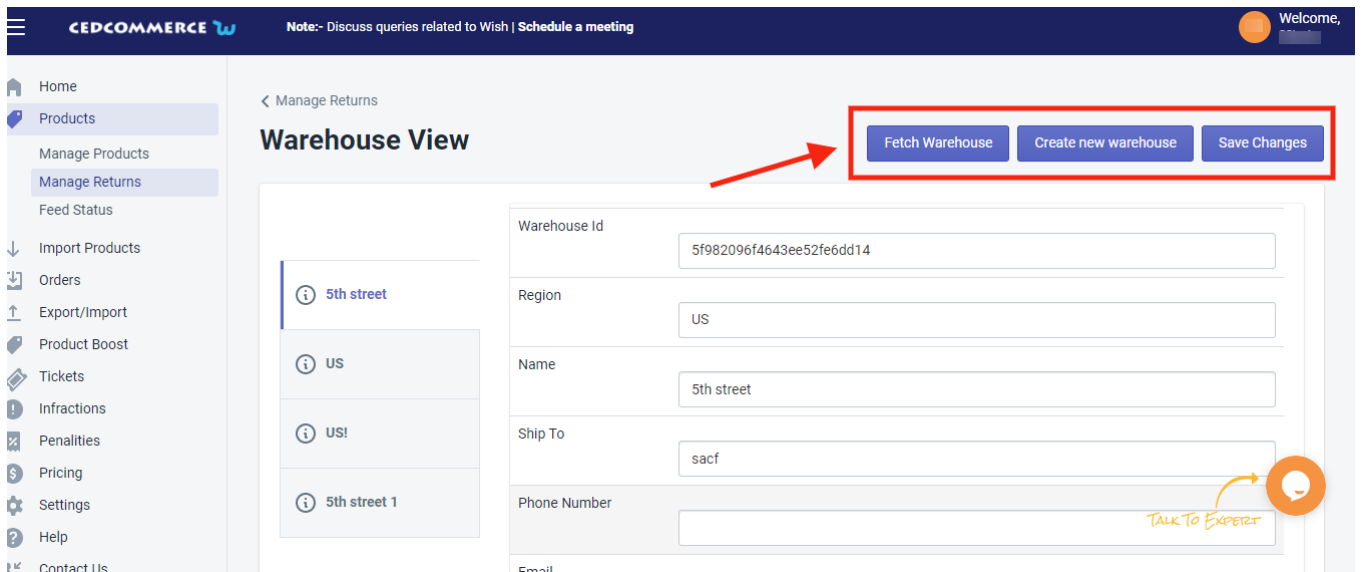 CEDCOMMERCE
Note:- Discuss queries related to Wish | Schedule a meeting
Welcome,
Home
Products
Manage Products
Manage Returns
Feed Status
Import Products
Orders
Export/Import
Product Boost
Tickets
Infractions
Penalities
Pricing
Settings
Help
Contact Us
Manage Returns
Warehouse View
Fetch Warehouse
Create new warehouse
Save Changes
5th street
US
US!
5th street 1
Warehouse Id
5f982096f4643ee52fe6dd14
Region
US
Name
5th street
Ship To
sacf
Phone Number
Email
Talk To Expert